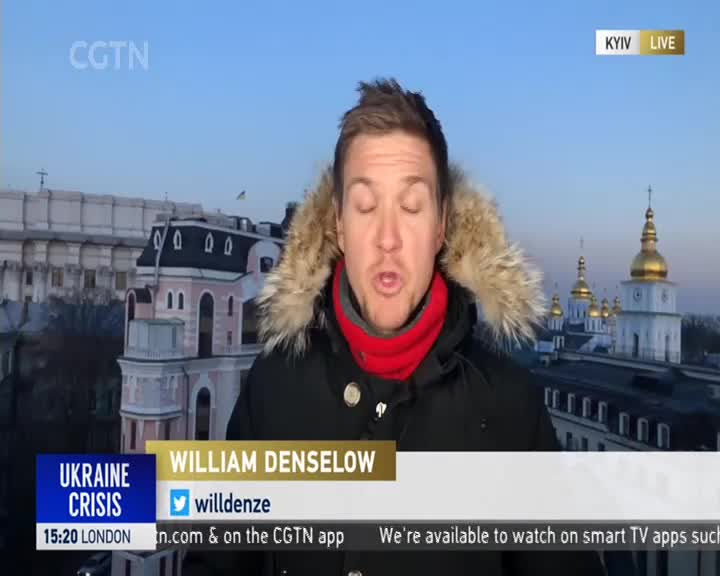 CGTN
KYIV LIVE
WILLIAM DENSELOW
willdenze
UKRAINE
CRISIS
15:20 LONDON
n.com & on the CGTN app We're available to watch on smart TV apps such